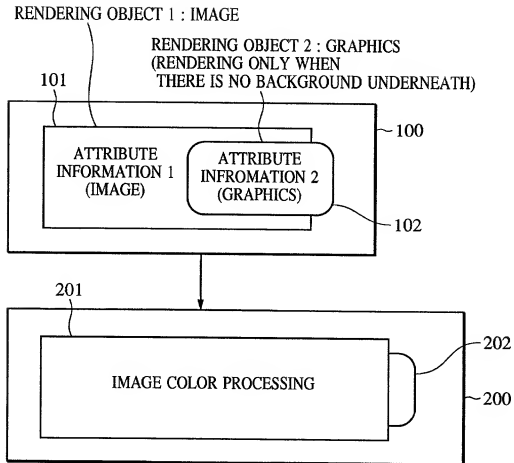 RENDERING OBJECT 1 : IMAGE
RENDERING OBJECT 2 : GRAPHICS
(RENDERING ONLY WHEN
THERE IS NO BACKGROUND UNDERNEATH)
101
100
ATTRIBUTE
INFORMATION 1
(IMAGE)
ATTRIBUTE
INFROMATION 2
(GRAPHICS)
102
201
202
IMAGE COLOR PROCESSING
200